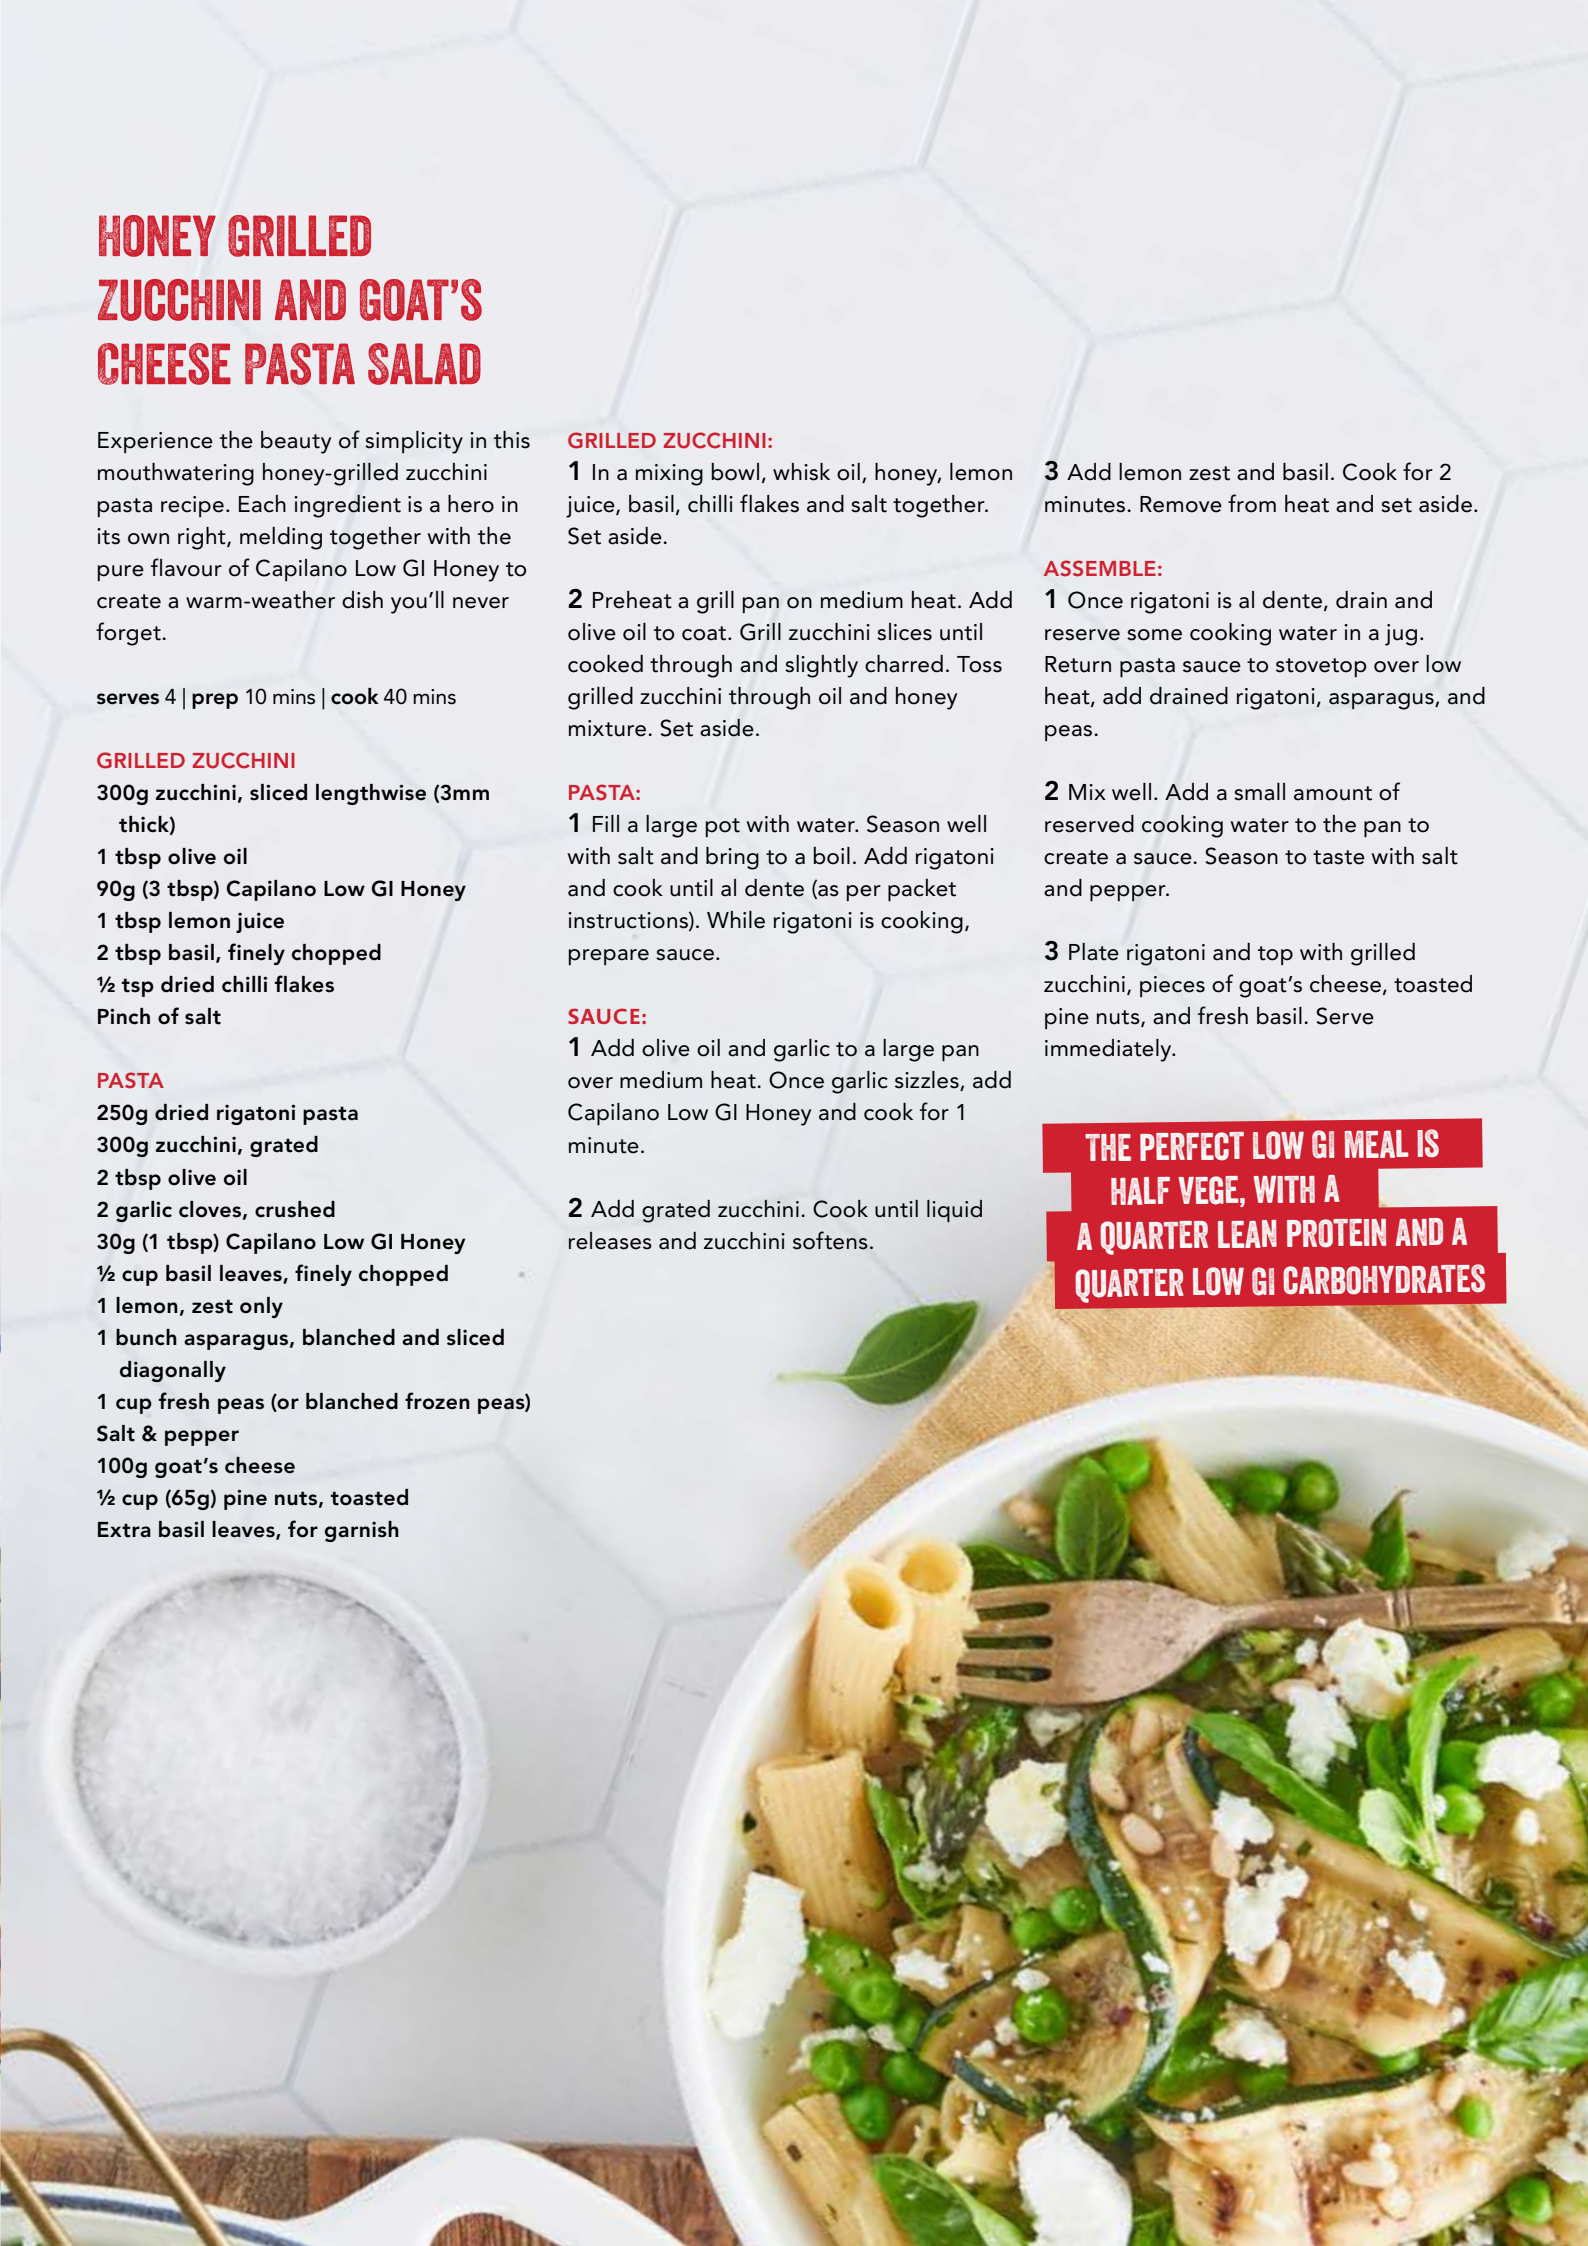 HONEY GRILLED
ZUCCHINI AND GOAT'S
CHEESE PASTA SALAD
Experience the beauty of simplicity in this
mouthwatering honey-grilled zucchini
pasta recipe. Each ingredient is a hero in
its own right, melding together with the
pure flavour of Capilano Low GI Honey to
create a warm-weather dish you'll never
forget.
serves 4 | prep 10 mins | cook 40 mins
GRILLED ZUCCHINI
300g zucchini, sliced lengthwise (3mm
thick)
1 tbsp olive oil
90g (3 tbsp) Capilano Low GI Honey
1 tbsp lemon juice
2 tbsp basil, finely chopped
½ tsp dried chilli flakes
Pinch of salt
PASTA
250g dried rigatoni pasta
300g zucchini, grated
2 tbsp olive oil
2 garlic cloves, crushed
30g (1 tbsp) Capilano Low GI Honey
½ cup basil leaves, finely chopped
1 lemon, zest only
1 bunch asparagus, blanched and sliced
diagonally
1 cup fresh peas (or blanched frozen peas)
Salt & pepper
100g goat's cheese
½ cup (65g) pine nuts, toasted
Extra basil leaves, for garnish
GRILLED ZUCCHINI:
1 In a mixing bowl, whisk oil, honey, lemon
juice, basil, chilli flakes and salt together.
Set aside.
2 Preheat a grill pan on medium heat. Add
olive oil to coat. Grill zucchini slices until
cooked through and slightly charred. Toss
grilled zucchini through oil and honey
mixture. Set aside.
PASTA:
1 Fill a large pot with water. Season well
with salt and bring to a boil. Add rigatoni
and cook until al dente (as per packet
instructions). While rigatoni is cooking,
prepare sauce.
SAUCE:
1 Add olive oil and garlic to a large pan
over medium heat. Once garlic sizzles, add
Capilano Low GI Honey and cook for 1
minute.
2 Add grated zucchini. Cook until liquid
releases and zucchini softens.
3 Add lemon zest and basil. Cook for 2
minutes. Remove from heat and set aside.
ASSEMBLE:
1 Once rigatoni is al dente, drain and
reserve some cooking water in a jug.
Return pasta sauce to stovetop over low
heat, add drained rigatoni, asparagus, and
peas.
2 Mix well. Add a small amount of
reserved cooking water to the pan to
create a sauce. Season to taste with salt
and pepper.
3 Plate rigatoni and top with grilled
zucchini, pieces of goat's cheese, toasted
pine nuts, and fresh basil. Serve
immediately.
THE PERFECT LOW GI MEAL IS
HALF VEGE, WITH A
A QUARTER LEAN PROTEIN AND A
QUARTER LOW GI CARBOHYDRATES